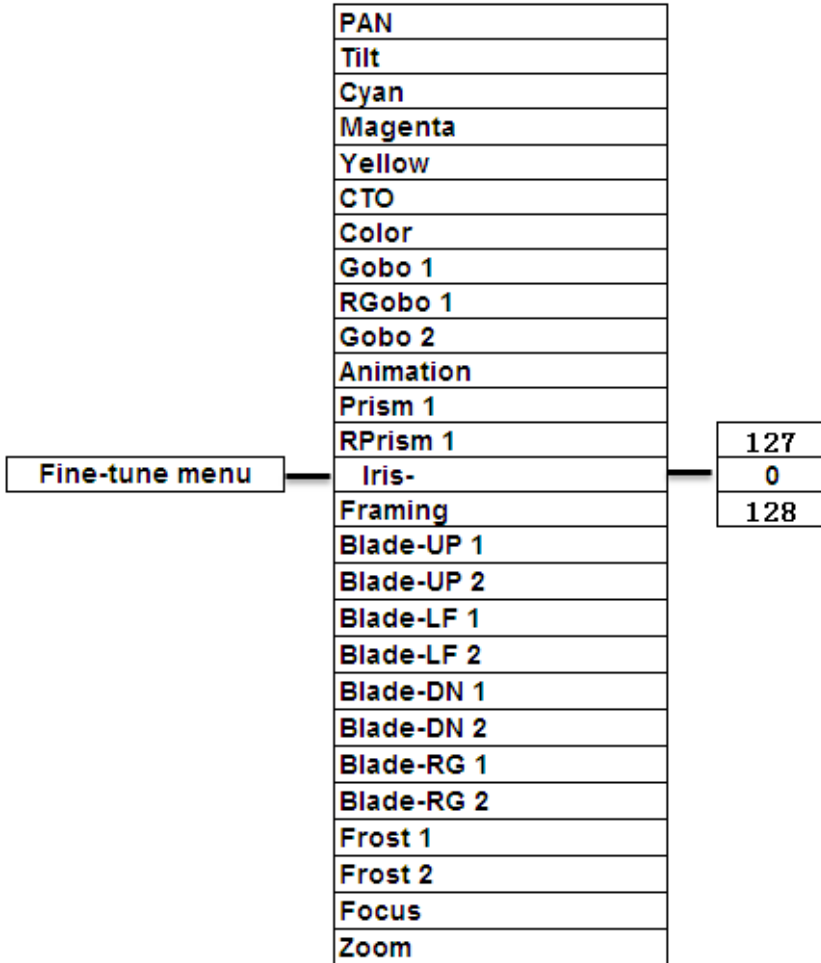 Fine-tune menu
PAN
Tilt
Cyan
Magenta
Yellow
CTO
Color
Gobo 1
RGobo 1
Gobo 2
Animation
Prism 1
RPrism 1
Iris-
Framing
Blade-UP 1
Blade-UP 2
Blade-LF 1
Blade-LF 2
Blade-DN 1
Blade-DN 2
Blade-RG 1
Blade-RG 2
Frost 1
Frost 2
Focus
Zoom
127
0
128